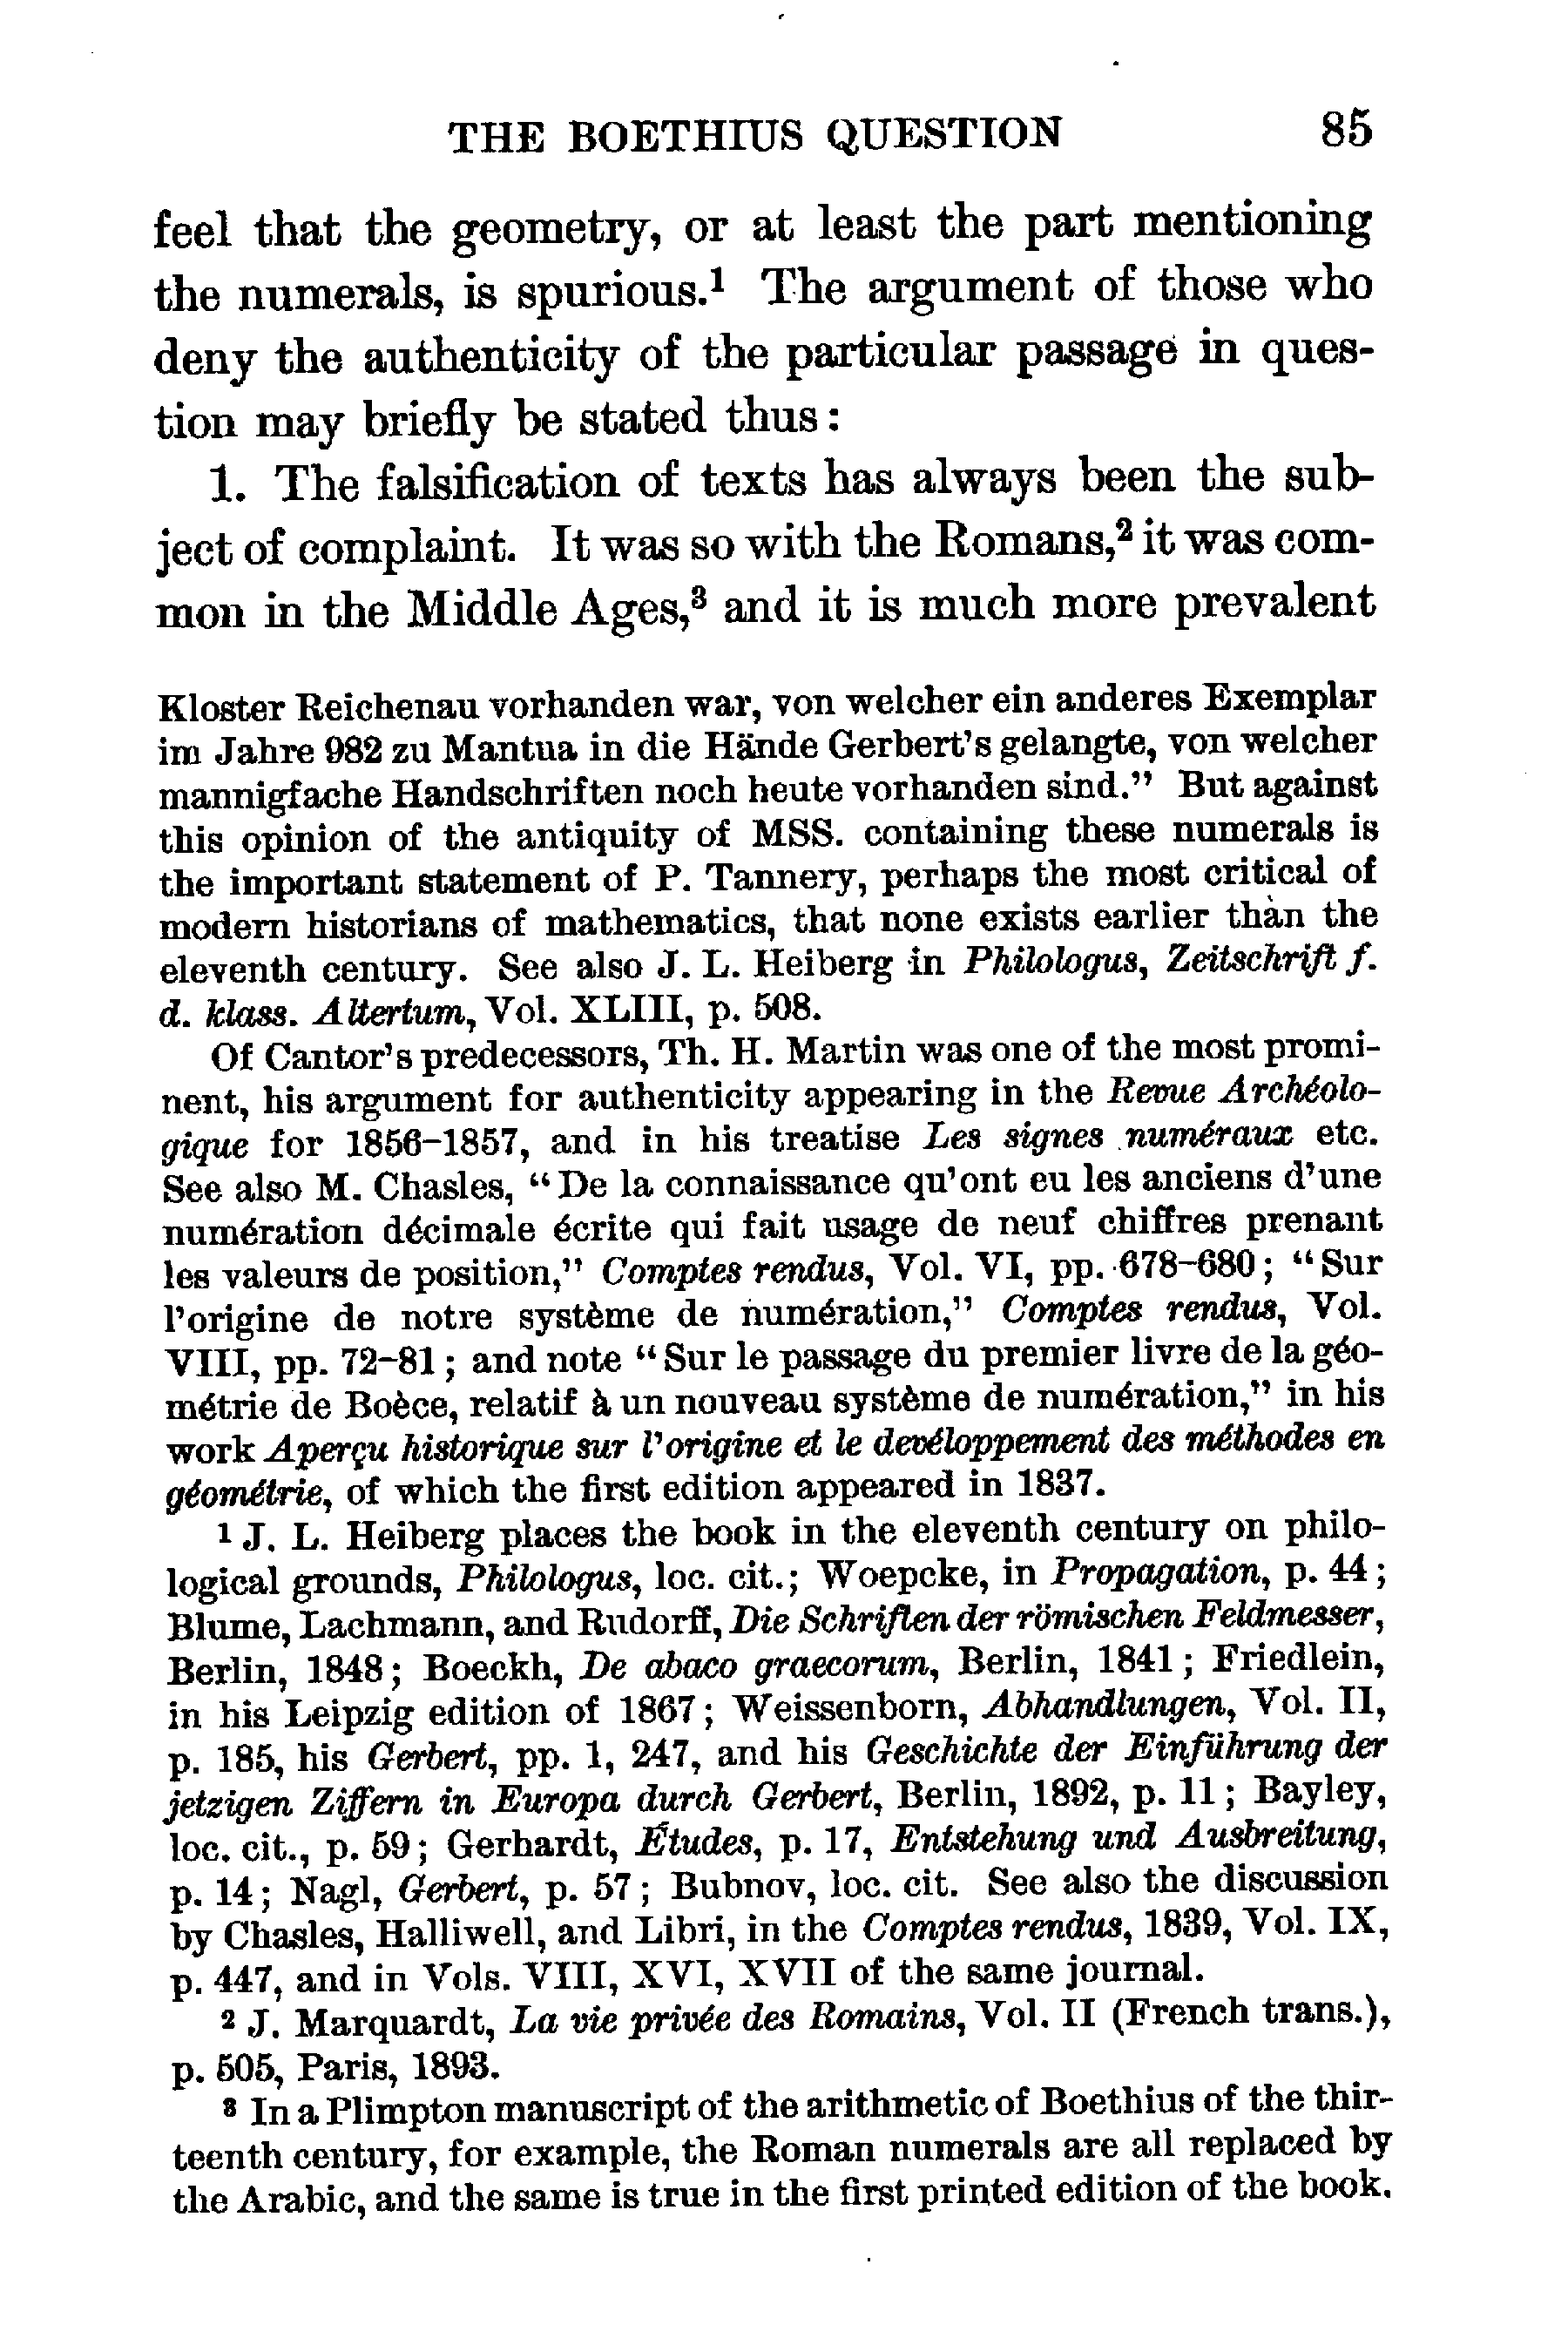 THE BOETHIUS QUESTION 85
feel that the geometry, or at least the part mentioning
the numerals, is spurious.¹ The argument of those who
deny the authenticity of the particular passage in ques-
tion may briefly be stated thus:
1. The falsification of texts has always been the sub-
ject of complaint. It was so with the Romans,² it was com-
mon in the Middle Ages,³ and it is much more prevalent
Kloster Reichenau vorhanden war, von welcher ein anderes Exemplar
im Jahre 982 zu Mantua in die Hände Gerbert's gelangte, von welcher
mannigfache Handschriften noch heute vorhanden sind." But against
this opinion of the antiquity of MSS. containing these numerals is
the important statement of P. Tannery, perhaps the most critical of
modern historians of mathematics, that none exists earlier than the
eleventh century. See also J. L. Heiberg in Philologus, Zeitschrift f.
d. klass. Altertum, Vol. XLIII, p. 508.
Of Cantor's predecessors, Th. H. Martin was one of the most promi-
nent, his argument for authenticity appearing in the Revue Archéolo-
gique for 1856–1857, and in his treatise Les signes numéraux etc.
See also M. Chasles, "De la connaissance qu'ont eu les anciens d'une
numération décimale écrite qui fait usage de neuf chiffres prenant
les valeurs de position," Comptes rendus, Vol. VI, pp. 678–680; "Sur
l'origine de notre système de numération," Comptes rendus, Vol.
VIII, pp. 72–81; and note "Sur le passage du premier livre de la géo-
métrie de Boèce, relatif à un nouveau système de numération," in his
work Aperçu historique sur l'origine et le devéloppement des méthodes en
géométrie, of which the first edition appeared in 1837.
¹ J. L. Heiberg places the book in the eleventh century on philo-
logical grounds, Philologus, loc. cit.; Woepcke, in Propagation, p. 44;
Blume, Lachmann, and Rudorff, Die Schriften der römischen Feldmesser,
Berlin, 1848; Boeckh, De abaco graecorum, Berlin, 1841; Friedlein,
in his Leipzig edition of 1867; Weissenborn, Abhandlungen, Vol. II,
p. 185, his Gerbert, pp. 1, 247, and his Geschichte der Einführung der
jetzigen Ziffern in Europa durch Gerbert, Berlin, 1892, p. 11; Bayley,
loc. cit., p. 59; Gerhardt, Études, p. 17, Entstehung und Ausbreitung,
p. 14; Nagl, Gerbert, p. 57; Bubnov, loc. cit. See also the discussion
by Chasles, Halliwell, and Libri, in the Comptes rendus, 1839, Vol. IX,
p. 447, and in Vols. VIII, XVI, XVII of the same journal.
² J. Marquardt, La vie privée des Romains, Vol. II (French trans.),
p. 505, Paris, 1893.
³ In a Plimpton manuscript of the arithmetic of Boethius of the thir-
teenth century, for example, the Roman numerals are all replaced by
the Arabic, and the same is true in the first printed edition of the book.